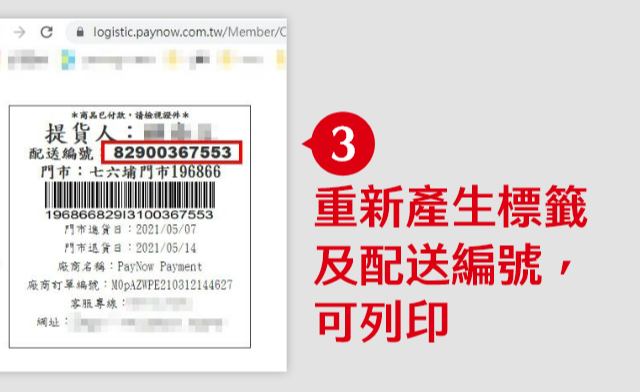 logistic.paynow.com.tw/Member/O
*商品已付款，請檢視證件*
提貨人：
配送編號：82900367553
門市：七六埔門市196866
196866829I3100367553
門市進貨日：2021/05/07
門市退貨日：2021/05/14
廠商名稱：PayNow Payment
廠商訂單編號：M0pAZWPE210312144627
客服專線：
網址：
3
重新產生標籤
及配送編號，
可列印